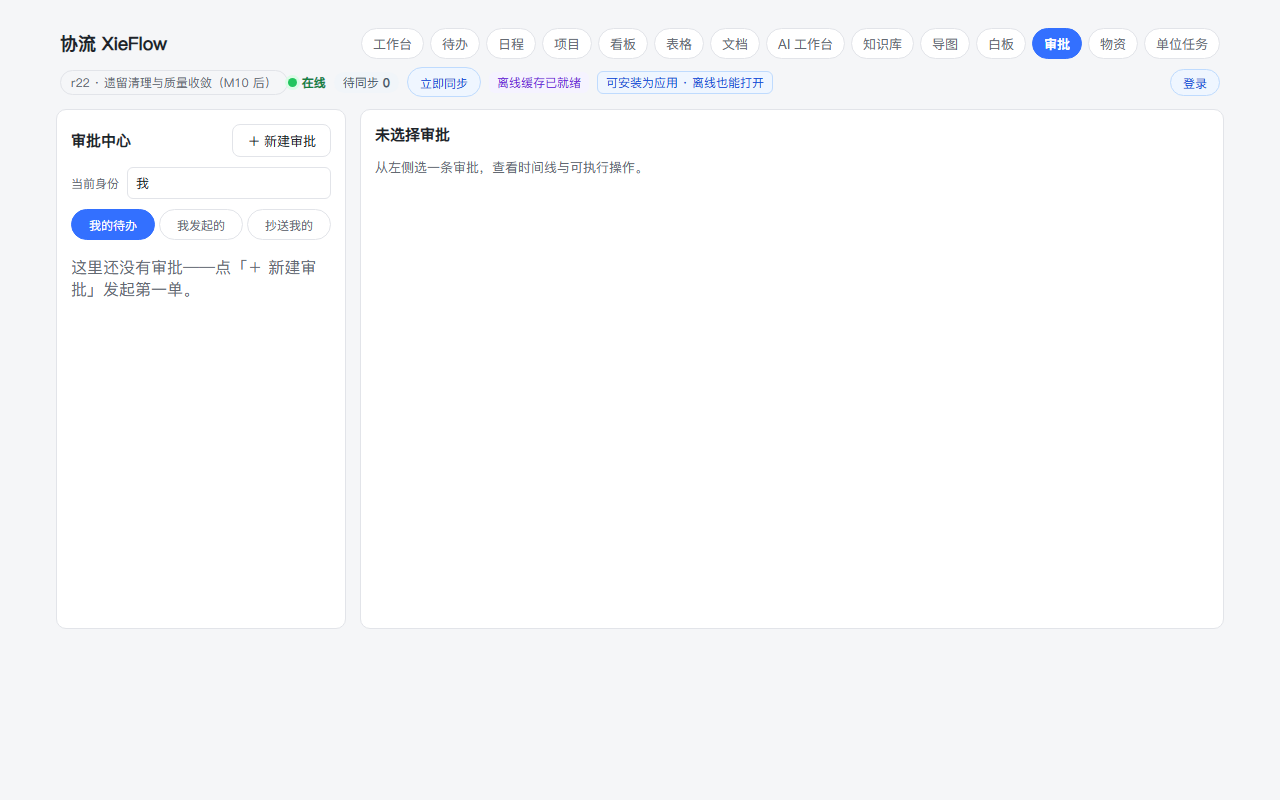 协流 XieFlow
工作台 待办 日程 项目 看板 表格 文档 AI 工作台 知识库 导图 白板 审批 物资 单位任务
r22 · 遗留清理与质量收敛（M10 后） 在线 待同步 0 立即同步 离线缓存已就绪 可安装为应用 · 离线也能打开 登录
审批中心 ＋ 新建审批
当前身份 我
我的待办 我发起的 抄送我的
这里还没有审批——点「＋ 新建审
批」发起第一单。
未选择审批
从左侧选一条审批，查看时间线与可执行操作。